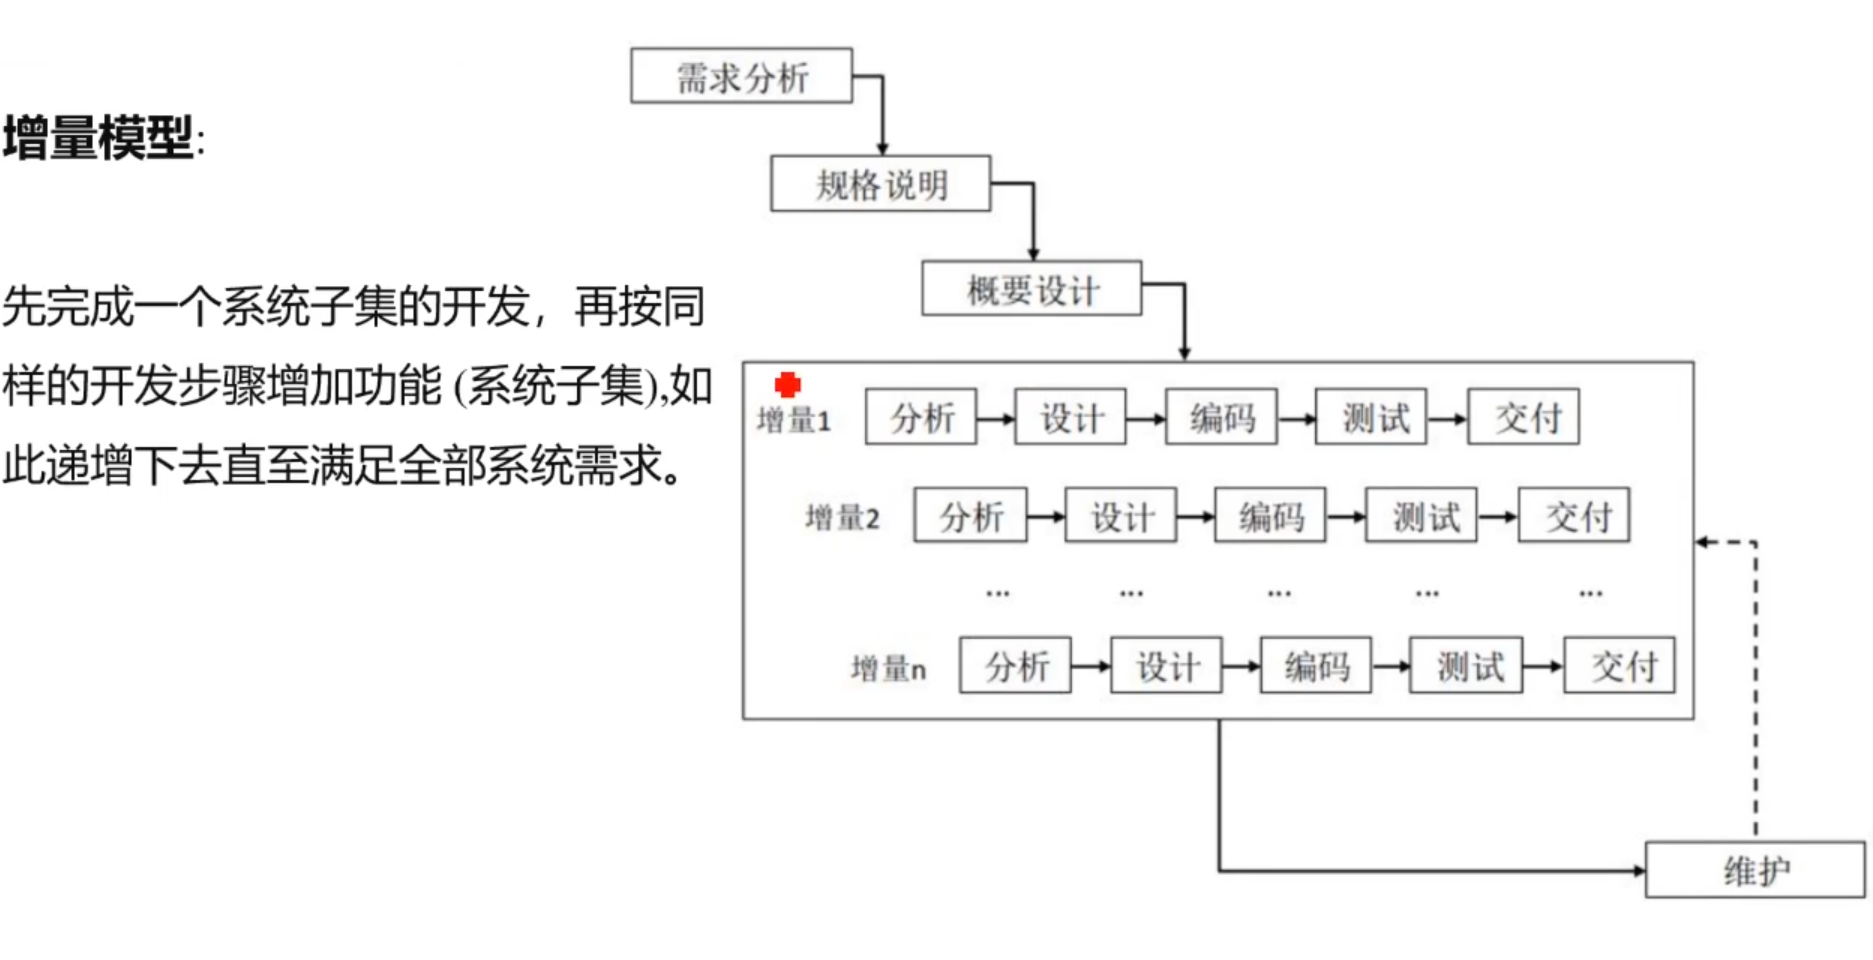 增量模型:
先完成一个系统子集的开发，再按同
样的开发步骤增加功能 (系统子集),如
此递增下去直至满足全部系统需求。
需求分析
规格说明
概要设计
增量1 分析 设计 编码 测试 交付
增量2 分析 设计 编码 测试 交付
... ... ... ... ...
增量n 分析 设计 编码 测试 交付
维护